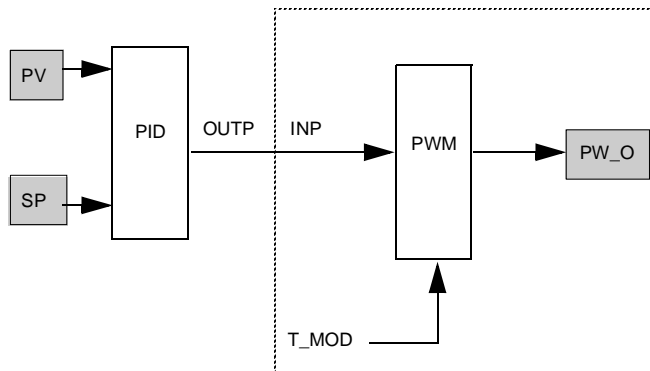 PV
PID
OUTP
INP
PWM
PW_O
SP
T_MOD